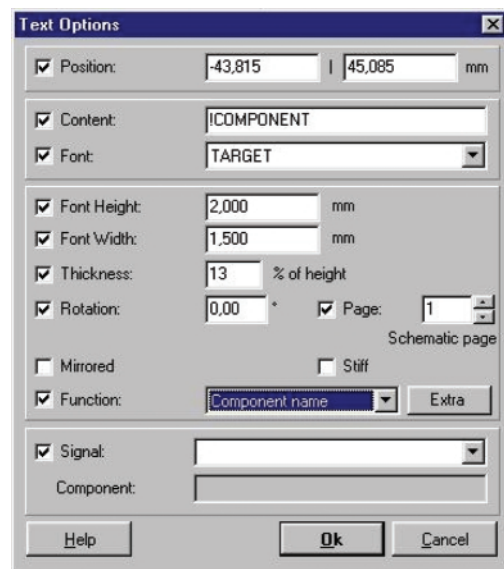 Text Options
Position: -43,815 | 45,085 mm
Content: !COMPONENT
Font: TARGET
Font Height: 2,000 mm
Font Width: 1,500 mm
Thickness: 13 % of height
Rotation: 0,00 ° Page: 1
Schematic page
Mirrored Stiff
Function: Component name Extra
Signal:
Component:
Help Ok Cancel